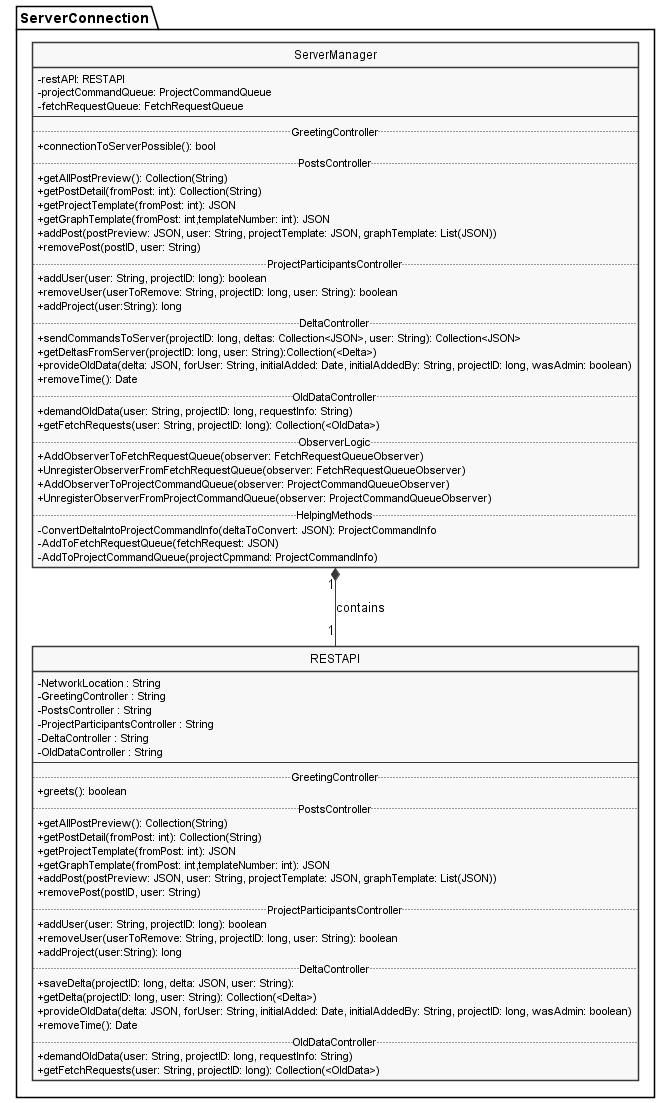 ServerConnection
ServerManager
-restAPI: RESTAPI
-projectCommandQueue: ProjectCommandQueue
-fetchRequestQueue: FetchRequestQueue
GreetingController
+connectionToServerPossible(): bool
PostsController
+getAllPostPreview(): Collection(String)
+getPostDetail(fromPost: int): Collection(String)
+getProjectTemplate(fromPost: int): JSON
+getGraphTemplate(fromPost: int,templateNumber: int): JSON
+addPost(postPreview: JSON, user: String, projectTemplate: JSON, graphTemplate: List(JSON))
+removePost(postID, user: String)
ProjectParticipantsController
+addUser(user: String, projectID: long): boolean
+removeUser(userToRemove: String, projectID: long, user: String): boolean
+addProject(user:String): long
DeltaController
+sendCommandsToServer(projectID: long, deltas: Collection<JSON>, user: String): Collection<JSON>
+getDeltasFromServer(projectID: long, user: String):Collection(<Delta>)
+provideOldData(delta: JSON, forUser: String, initialAdded: Date, initialAddedBy: String, projectID: long, wasAdmin: boolean)
+removeTime(): Date
OldDataController
+demandOldData(user: String, projectID: long, requestInfo: String)
+getFetchRequests(user: String, projectID: long): Collection(<OldData>)
ObserverLogic
+AddObserverToFetchRequestQueue(observer: FetchRequestQueueObserver)
+UnregisterObserverFromFetchRequestQueue(observer: FetchRequestQueueObserver)
+AddObserverToProjectCommandQueue(observer: ProjectCommandQueueObserver)
+UnregisterObserverFromProjectCommandQueue(observer: ProjectCommandQueueObserver)
HelpingMethods
-ConvertDeltaIntoProjectCommandInfo(deltaToConvert: JSON): ProjectCommandInfo
-AddToFetchRequestQueue(fetchRequest: JSON)
-AddToProjectCommandQueue(projectCpmmand: ProjectCommandInfo)
1
contains
1
RESTAPI
-NetworkLocation : String
-GreetingController : String
-PostsController : String
-ProjectParticipantsController : String
-DeltaController : String
-OldDataController : String
GreetingController
+greets(): boolean
PostsController
+getAllPostPreview(): Collection(String)
+getPostDetail(fromPost: int): Collection(String)
+getProjectTemplate(fromPost: int): JSON
+getGraphTemplate(fromPost: int,templateNumber: int): JSON
+addPost(postPreview: JSON, user: String, projectTemplate: JSON, graphTemplate: List(JSON))
+removePost(postID, user: String)
ProjectParticipantsController
+addUser(user: String, projectID: long): boolean
+removeUser(userToRemove: String, projectID: long, user: String): boolean
+addProject(user:String): long
DeltaController
+saveDelta(projectID: long, delta: JSON, user: String):
+getDelta(projectID: long, user: String): Collection(<Delta>)
+provideOldData(delta: JSON, forUser: String, initialAdded: Date, initialAddedBy: String, projectID: long, wasAdmin: boolean)
+removeTime(): Date
OldDataController
+demandOldData(user: String, projectID: long, requestInfo: String)
+getFetchRequests(user: String, projectID: long): Collection(<OldData>)